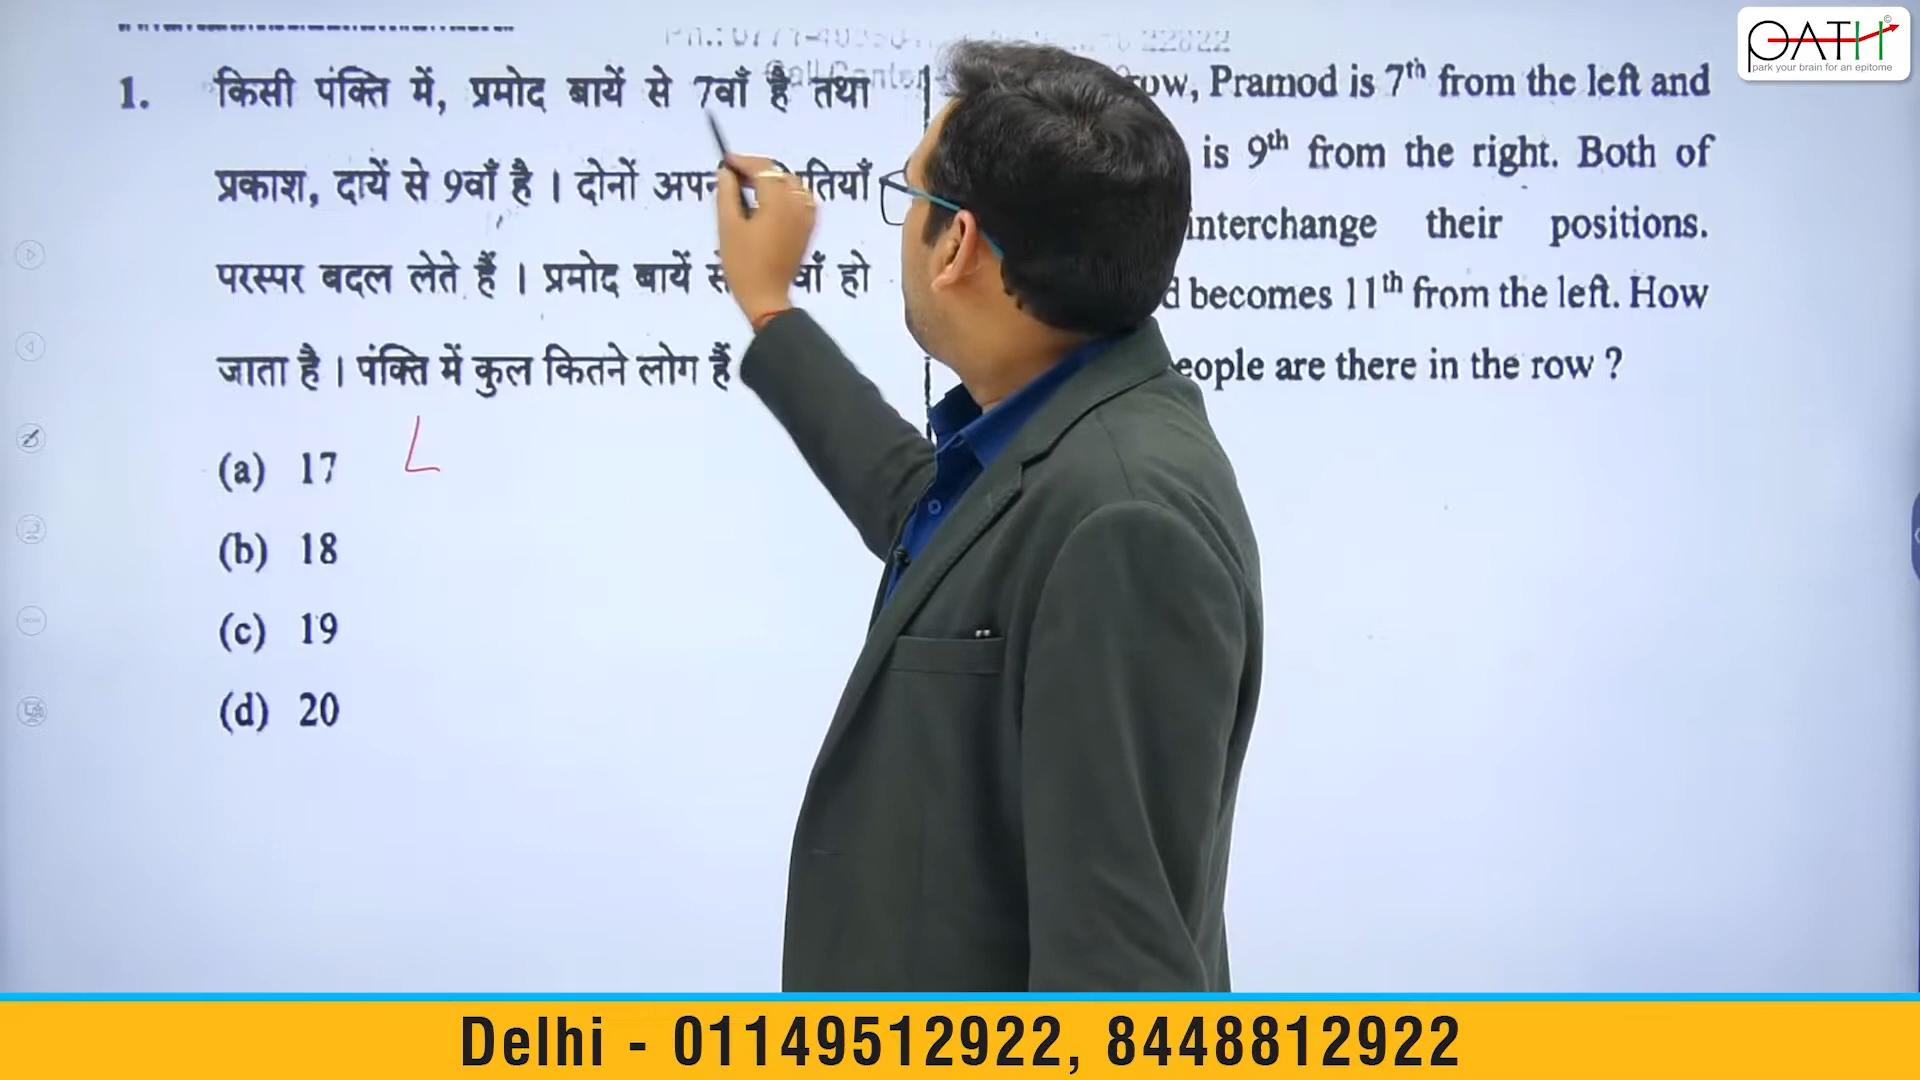 1. किसी पंक्ति में, प्रमोद बायें से 7वाँ है तथा
प्रकाश, दायें से 9वाँ है । दोनों
परस्पर बदल लेते हैं । प्रमोद बायें से वाँ हो
जाता है । पंक्ति में कुल कितने लोग हैं
(a) 17
(b) 18
(c) 19
(d) 20
L
row, Pramod is 7th from the left and
is 9th from the right. Both of
interchange their positions.
becomes 11th from the left. How
people are there in the row ?
PATH
park your brain for an epitome
Delhi - 01149512922, 8448812922